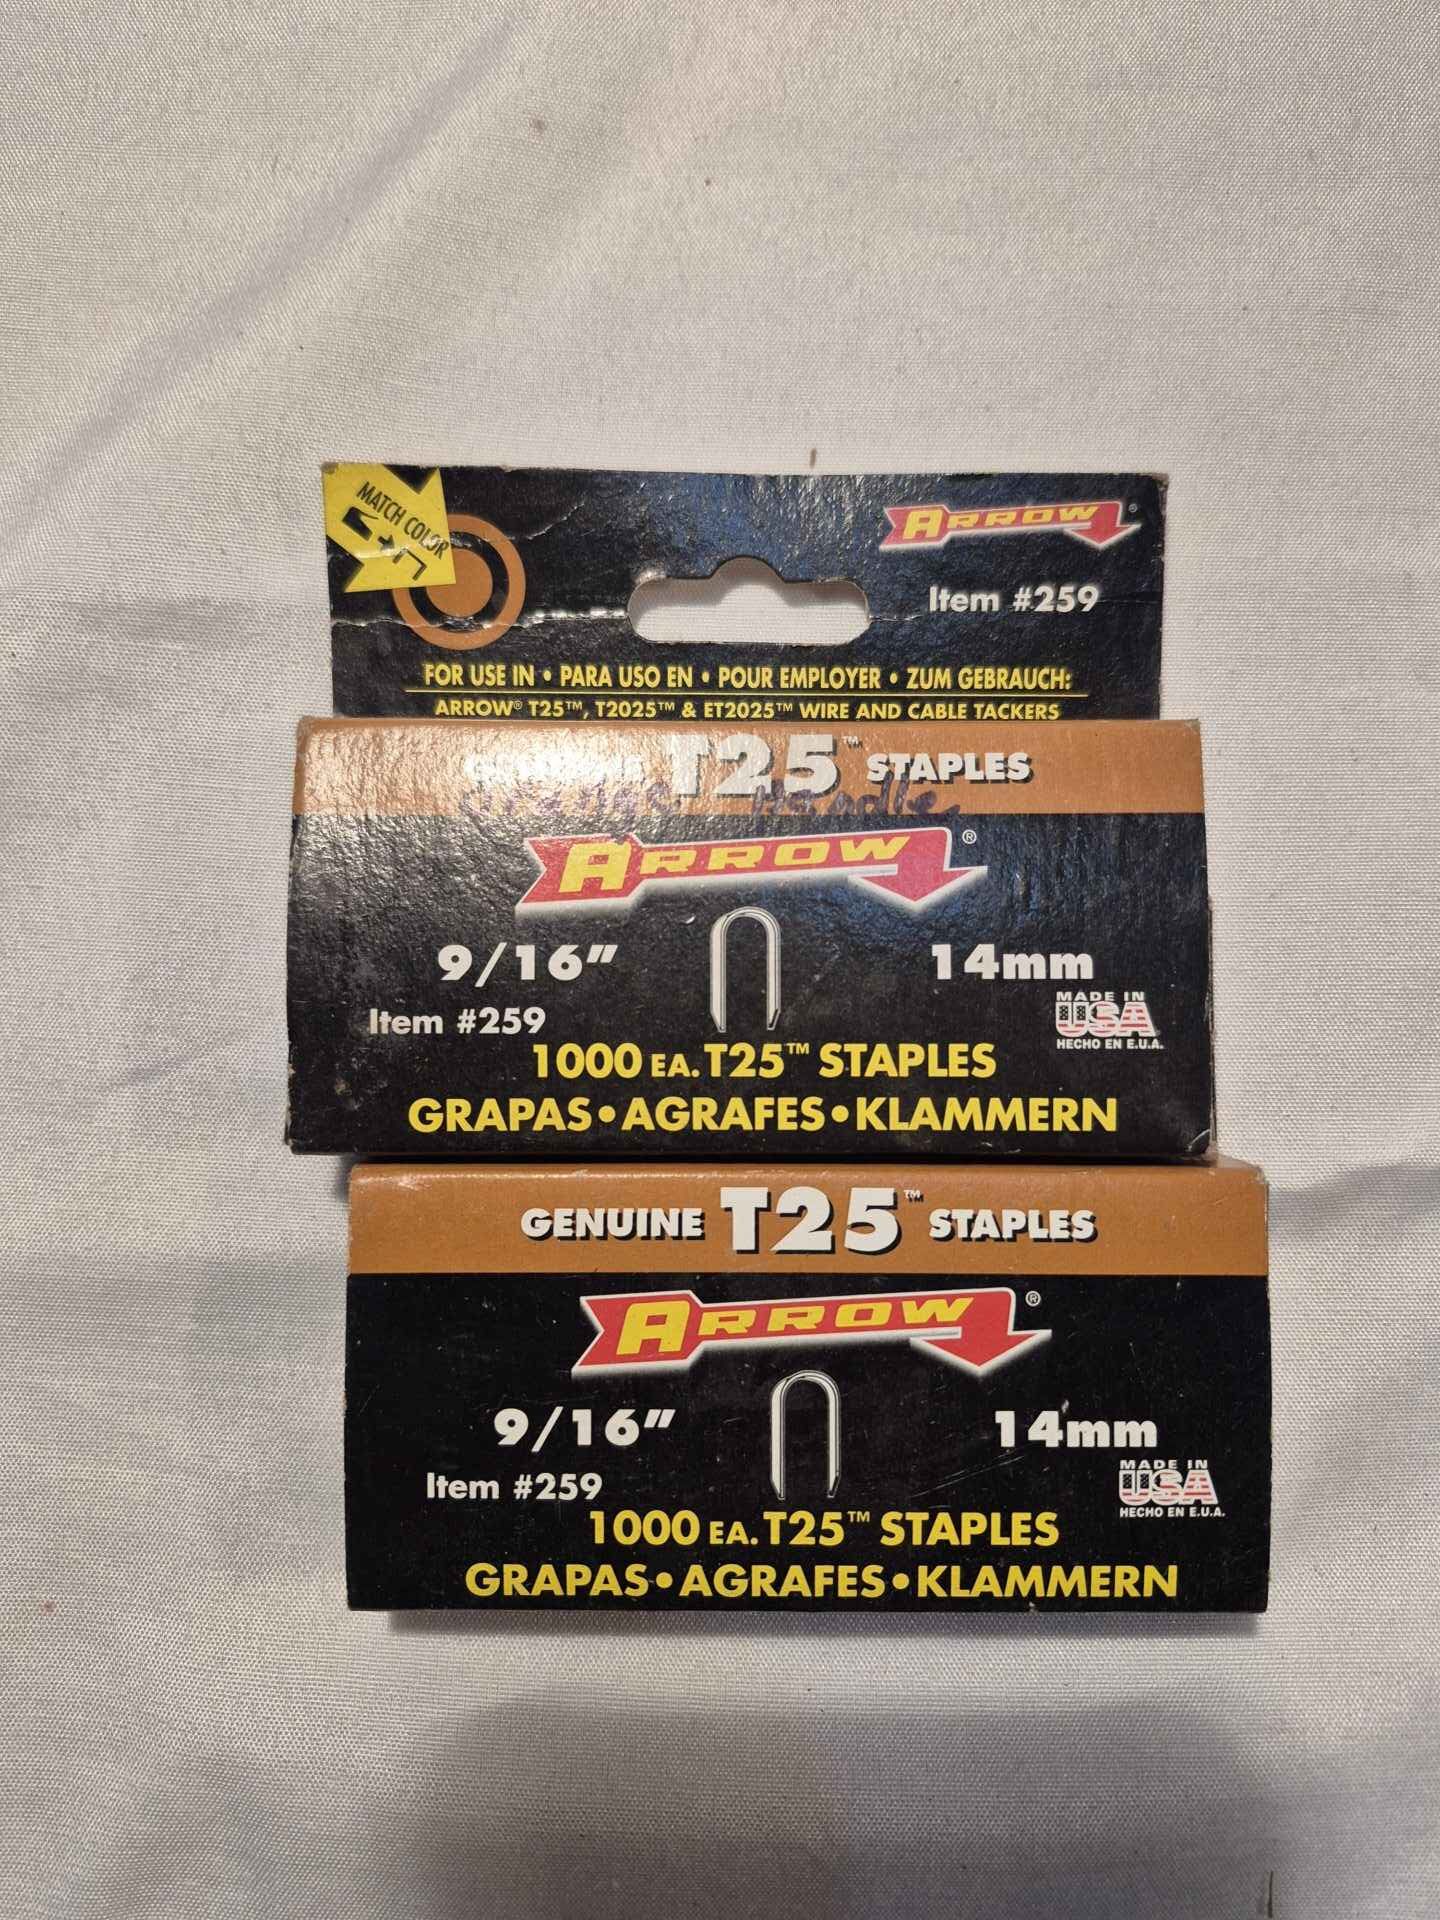 MATCH COLOR
ARROW®
Item #259
FOR USE IN • PARA USO EN • POUR EMPLOYER • ZUM GEBRAUCH:
ARROW® T25™, T2025™ & ET2025™ WIRE AND CABLE TACKERS
GENUINE T25™ STAPLES
Orange Handle
ARROW®
9/16" 14mm
Item #259
MADE IN
USA
HECHO EN E.U.A.
1000 EA. T25™ STAPLES
GRAPAS • AGRAFES • KLAMMERN
GENUINE T25™ STAPLES
ARROW®
9/16" 14mm
Item #259
MADE IN
USA
HECHO EN E.U.A.
1000 EA. T25™ STAPLES
GRAPAS • AGRAFES • KLAMMERN